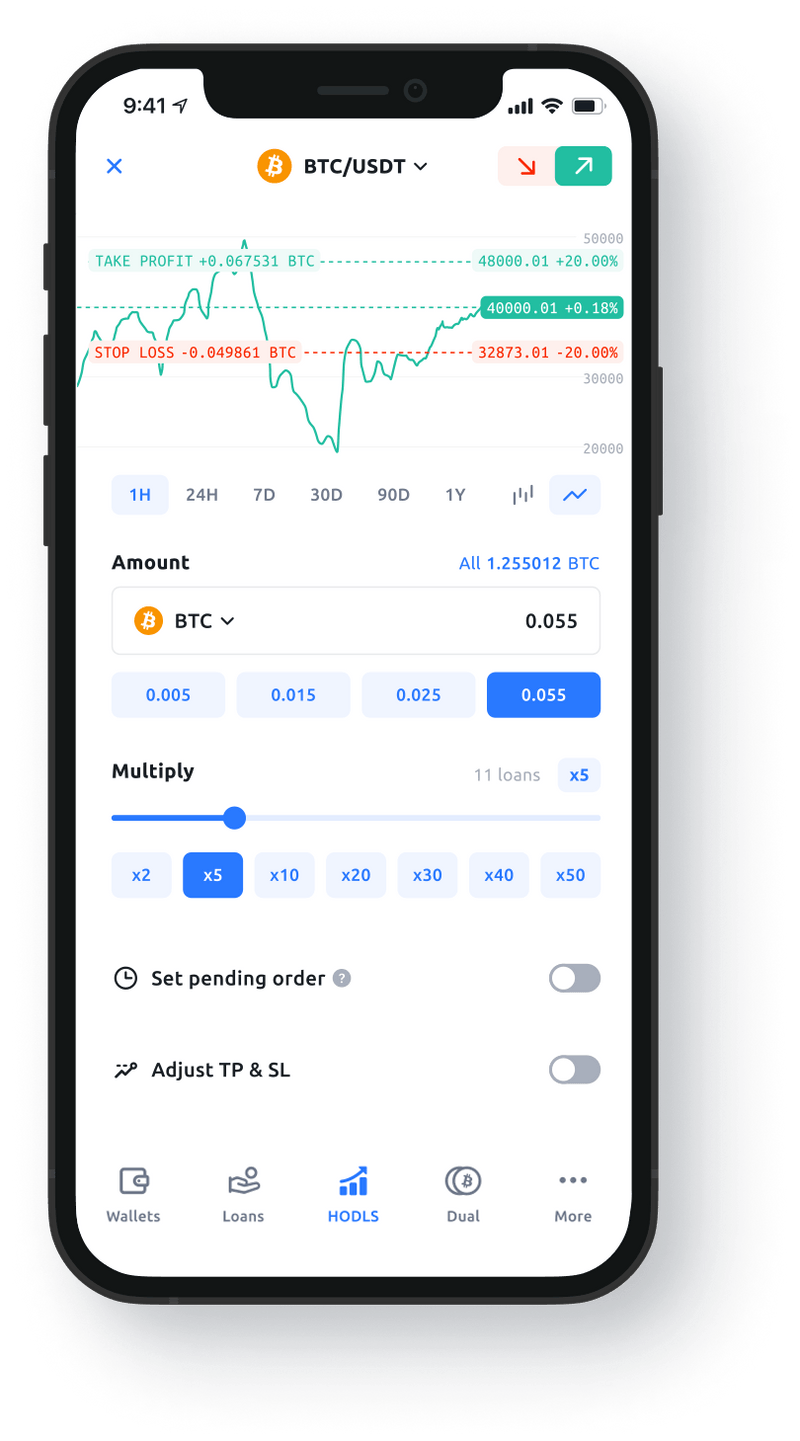 9:41
BTC/USDT
50000
TAKE PROFIT +0.067531 BTC 48000.01 +20.00%
40000.01 +0.18%
STOP LOSS -0.049861 BTC 32873.01 -20.00%
30000
20000
1H 24H 7D 30D 90D 1Y
Amount All 1.255012 BTC
BTC 0.055
0.005 0.015 0.025 0.055
Multiply 11 loans x5
x2 x5 x10 x20 x30 x40 x50
Set pending order ?
Adjust TP & SL
Wallets Loans HODLS Dual More